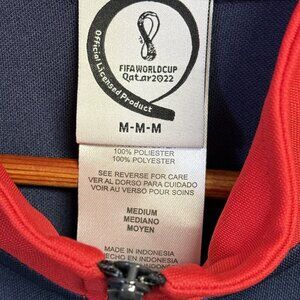 FIFA WORLD CUP
Qatar2022
Official Licensed Product
M-M-M
100% POLIESTER
100% POLYESTER
SEE REVERSE FOR CARE
VER AL DORSO PARA CUIDADO
VOIR AU VERSO POUR SOINS
MEDIUM
MEDIANO
MOYEN
MADE IN INDONESIA
HECHO EN INDONESIA